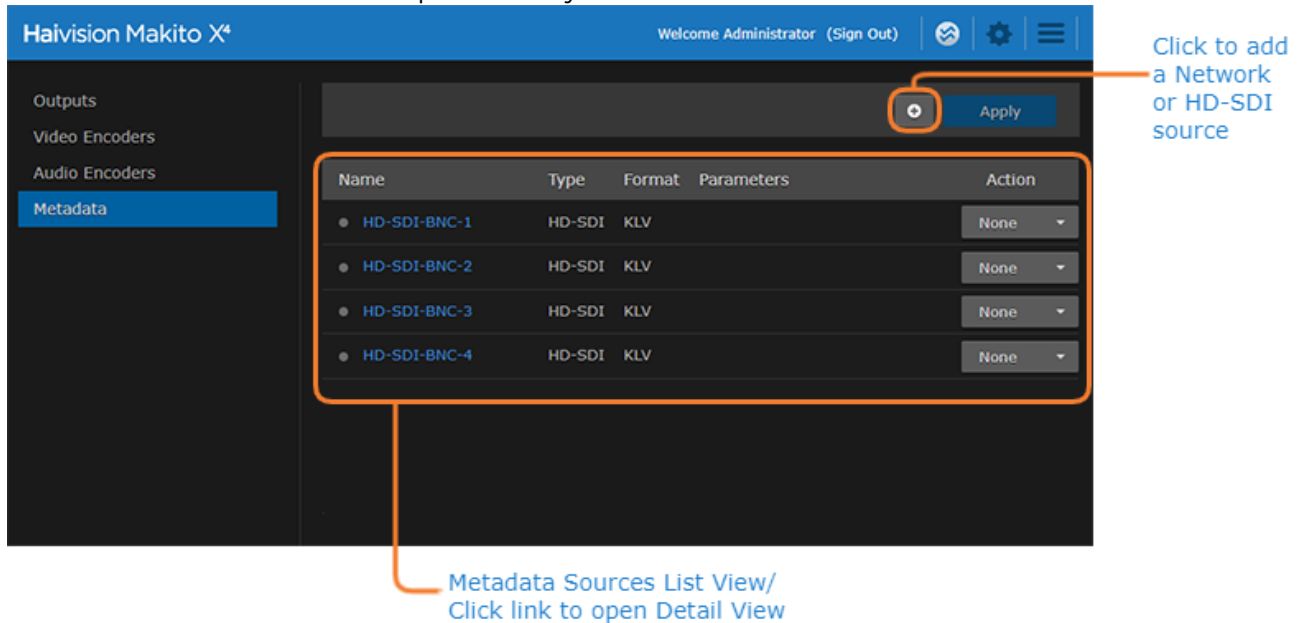 Haivision Makito X⁴
Welcome Administrator (Sign Out)
Click to add
a Network
or HD-SDI
source
Outputs
Video Encoders
Audio Encoders
Metadata
Apply
Name Type Format Parameters Action
HD-SDI-BNC-1 HD-SDI KLV None
HD-SDI-BNC-2 HD-SDI KLV None
HD-SDI-BNC-3 HD-SDI KLV None
HD-SDI-BNC-4 HD-SDI KLV None
Metadata Sources List View/
Click link to open Detail View